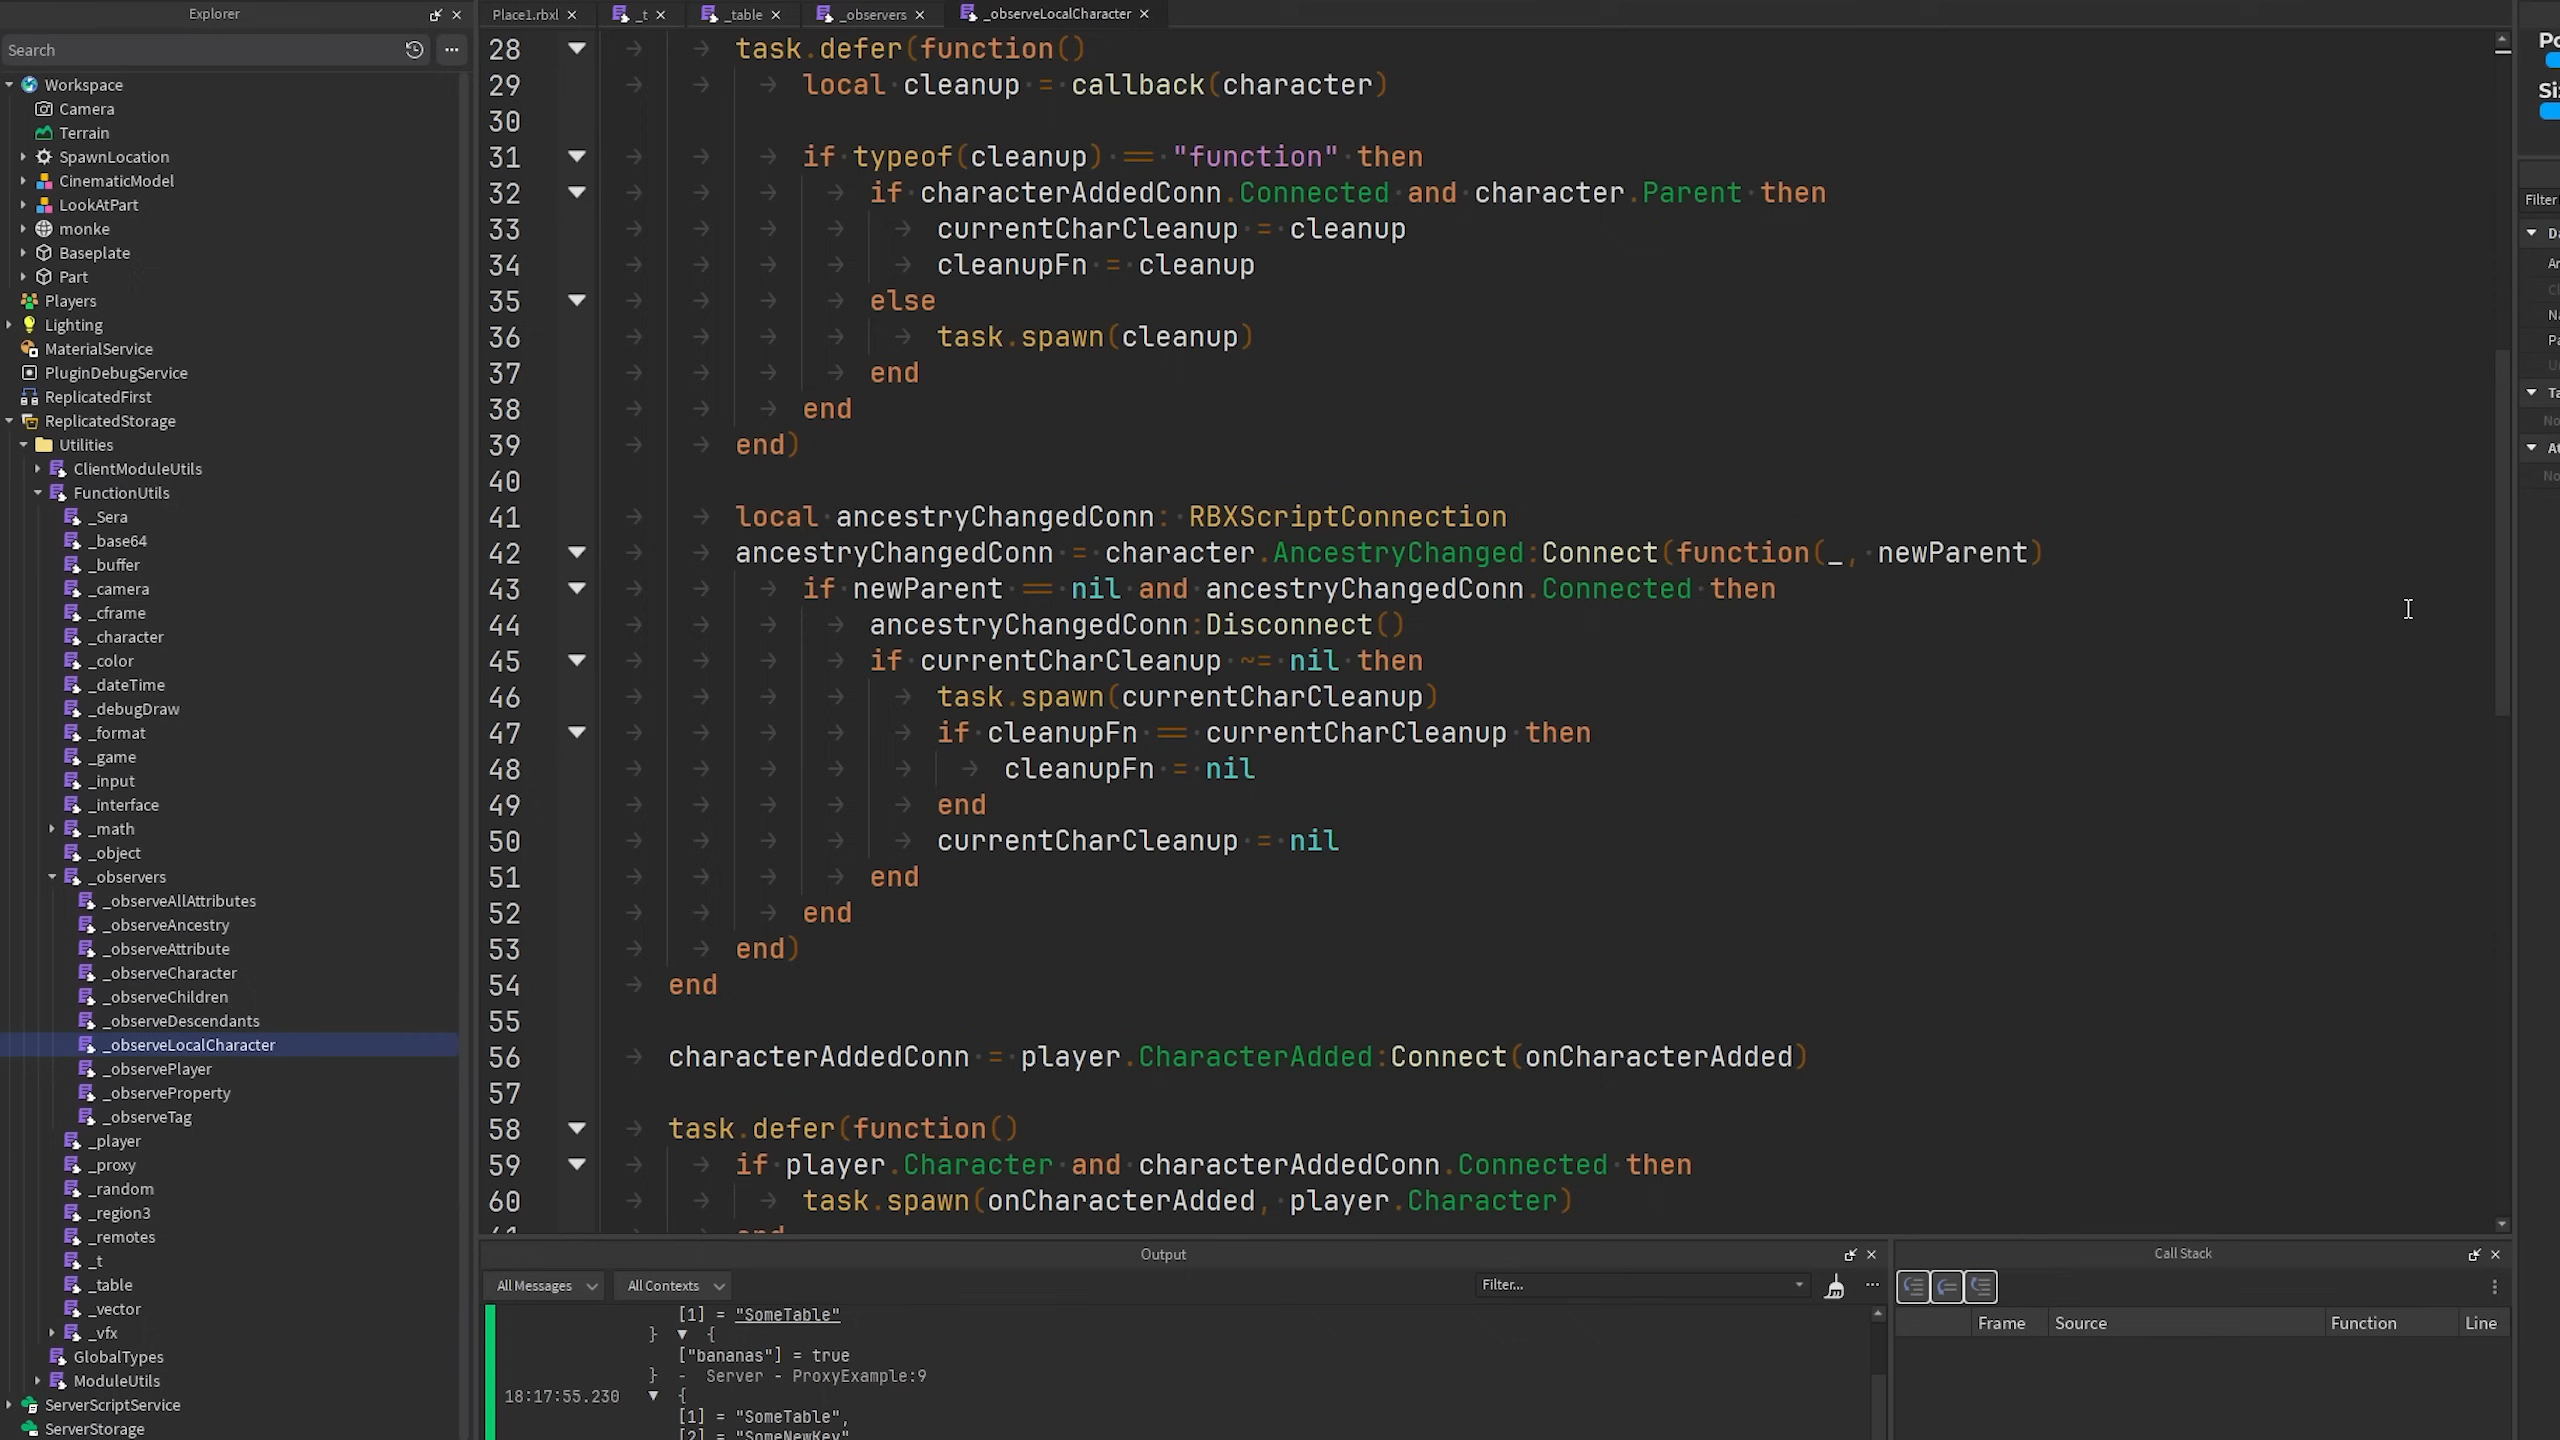 Explorer
Search
Workspace
Camera
Terrain
SpawnLocation
CinematicModel
LookAtPart
monke
Baseplate
Part
Players
Lighting
MaterialService
PluginDebugService
ReplicatedFirst
ReplicatedStorage
Utilities
ClientModuleUtils
FunctionUtils
_Sera
_base64
_buffer
_camera
_cframe
_character
_color
_dateTime
_debugDraw
_format
_game
_input
_interface
_math
_object
_observers
_observeAllAttributes
_observeAncestry
_observeAttribute
_observeCharacter
_observeChildren
_observeDescendants
_observeLocalCharacter
_observePlayer
_observeProperty
_observeTag
_player
_proxy
_random
_region3
_remotes
_t
_table
_vector
_vfx
GlobalTypes
ModuleUtils
ServerScriptService
ServerStorage
Place1.rbxl _t _table _observers _observeLocalCharacter
28 task.defer(function()
29 local cleanup = callback(character)
30
31 if typeof(cleanup) == "function" then
32 if characterAddedConn.Connected and character.Parent then
33 currentCharCleanup = cleanup
34 cleanupFn = cleanup
35 else
36 task.spawn(cleanup)
37 end
38 end
39 end)
40
41 local ancestryChangedConn: RBXScriptConnection
42 ancestryChangedConn = character.AncestryChanged:Connect(function(_, newParent)
43 if newParent == nil and ancestryChangedConn.Connected then
44 ancestryChangedConn:Disconnect()
45 if currentCharCleanup ~= nil then
46 task.spawn(currentCharCleanup)
47 if cleanupFn == currentCharCleanup then
48 cleanupFn = nil
49 end
50 currentCharCleanup = nil
51 end
52 end
53 end)
54 end
55
56 characterAddedConn = player.CharacterAdded:Connect(onCharacterAdded)
57
58 task.defer(function()
59 if player.Character and characterAddedConn.Connected then
60 task.spawn(onCharacterAdded, player.Character)
61 end
Output
All Messages All Contexts Filter...
[1] = "SomeTable"
} ▼ {
["bananas"] = true
} - Server - ProxyExample:9
18:17:55.230 ▼ {
[1] = "SomeTable",
[2] = "SomeNewKey"
Call Stack
Frame Source Function Line
Filter